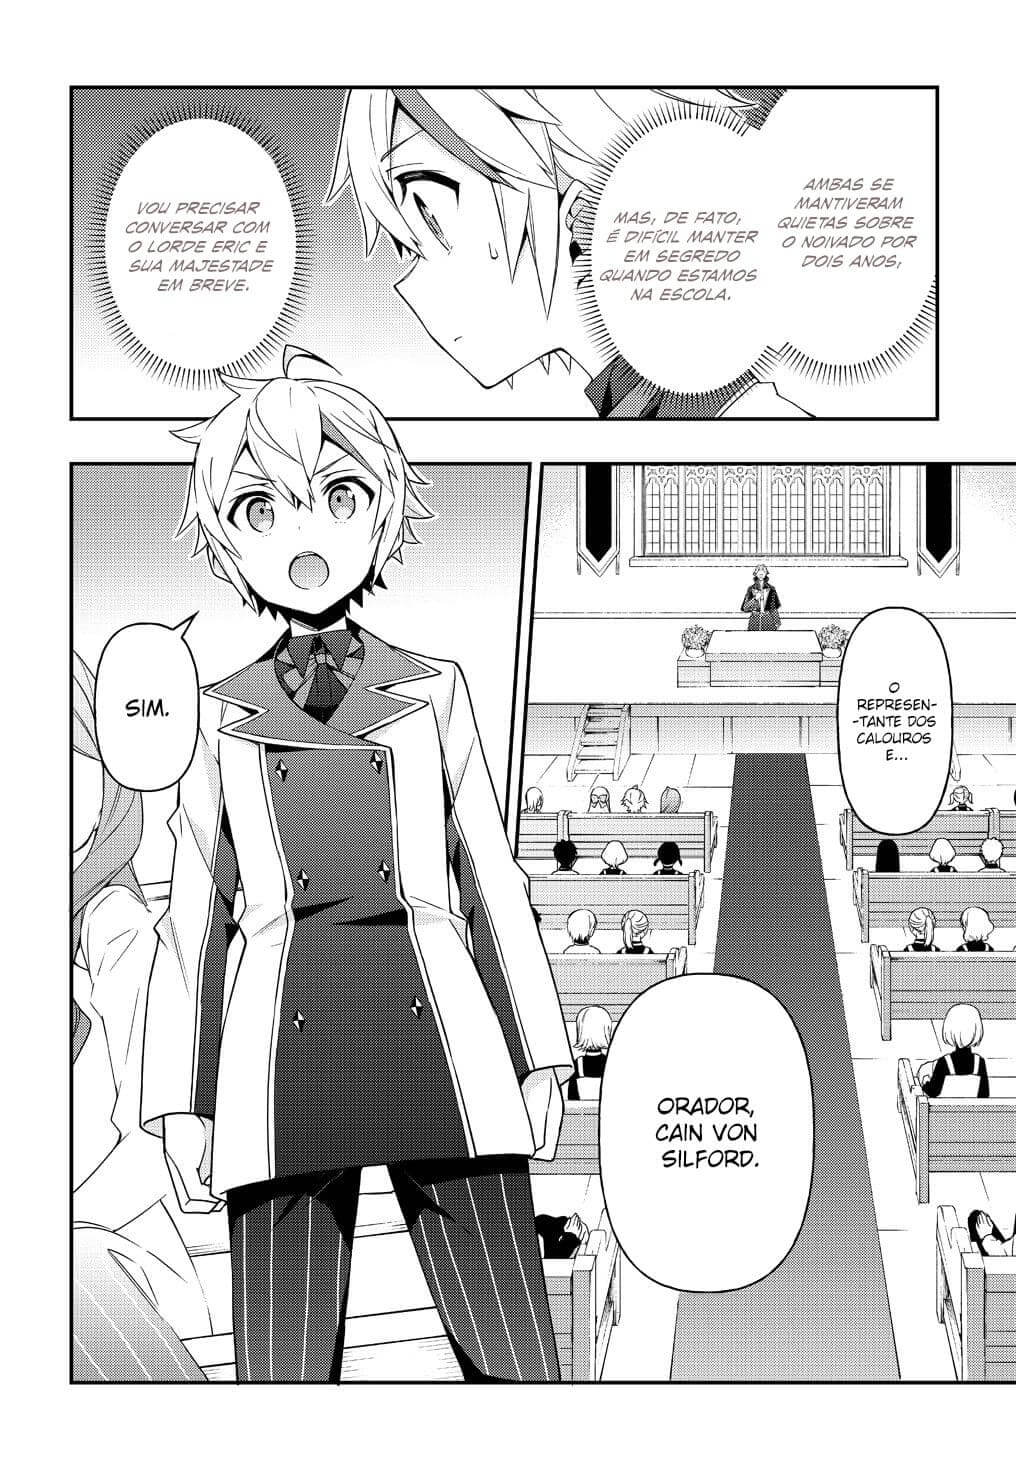 AMBAS SE
MANTIVERAM
QUIETAS SOBRE
O NOIVADO POR
DOIS ANOS;
MAS, DE FATO,
É DIFÍCIL MANTER
EM SEGREDO
QUANDO ESTAMOS
NA ESCOLA.
VOU PRECISAR
CONVERSAR COM
O LORDE ERIC E
SUA MAJESTADE
EM BREVE.
O
REPRESEN-
-TANTE DOS
CALOUROS
E...
ORADOR,
CAIN VON
SILFORD.
SIM.